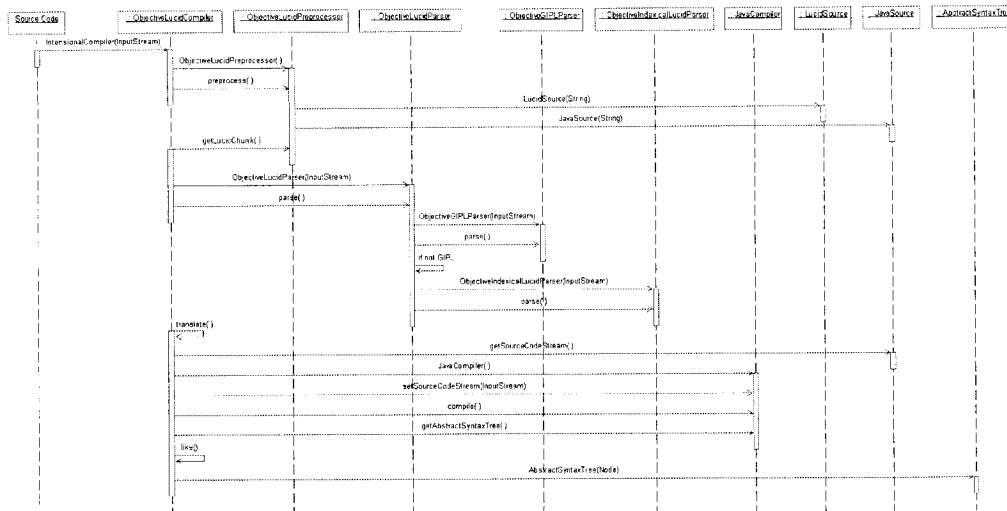 Source Code
: ObjectiveLucidCompiler
: ObjectiveLucidPreprocessor
: ObjectiveLucidParser
: ObjectiveGIPLParser
: ObjectiveIndexicalLucidParser
: JavaCompiler
: LucidSource
: JavaSource
: AbstractSyntaxTre
IntensionalCompiler(InputStream)
ObjectiveLucidPreprocessor( )
preprocess( )
LucidSource(String)
JavaSource(String)
getLucidChunk( )
ObjectiveLucidParser(InputStream)
parse( )
ObjectiveGIPLParser(InputStream)
parse( )
if not GIPL
ObjectiveIndexicalLucidParser(InputStream)
parse( )
translate( )
getSourceCodeStream( )
JavaCompiler( )
setSourceCodeStream(InputStream)
compile( )
getAbstractSyntaxTree( )
AbstractSyntaxTree(Node)